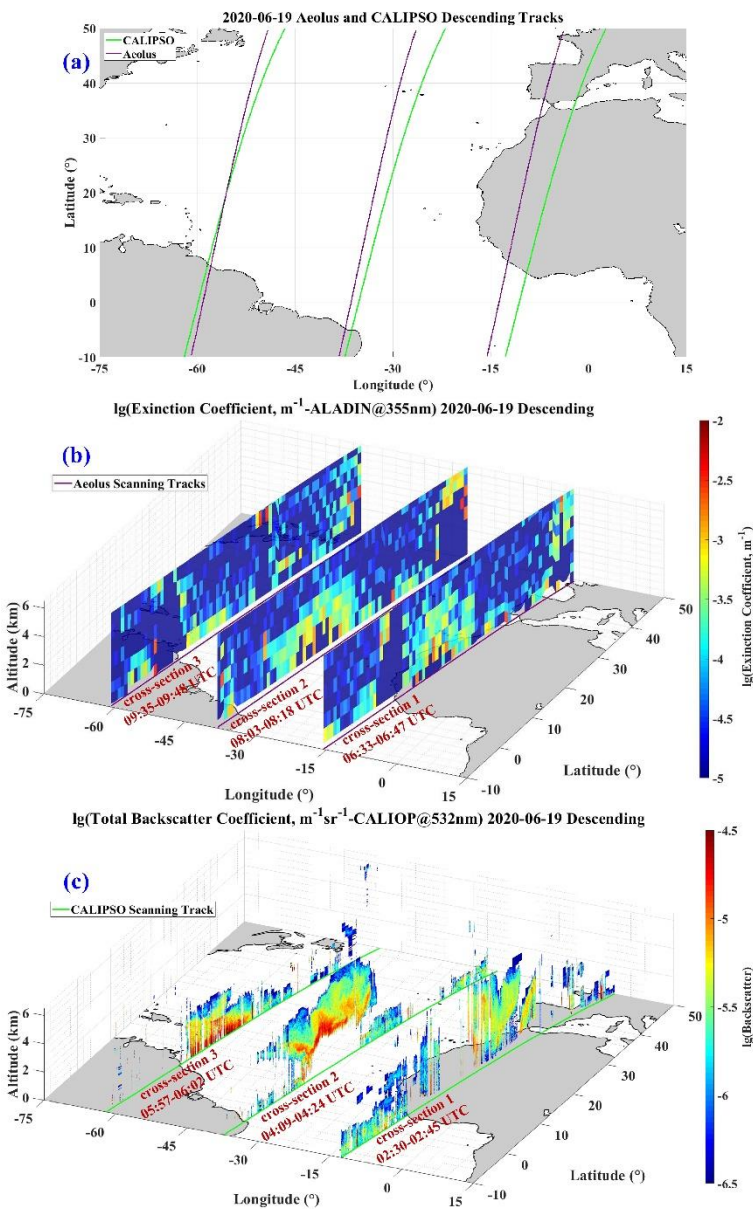 2020-06-19 Aeolus and CALIPSO Descending Tracks
(a)
CALIPSO
Aeolus
50
40
30
20
10
0
-10
Latitude (°)
-75
-60
-45
-30
-15
0
15
Longitude (°)
lg(Exinction Coefficient, m-1-ALADIN@355nm) 2020-06-19 Descending
(b)
Aeolus Scanning Tracks
6
4
2
0
Altitude (km)
cross-section 3
09:35-09:48 UTC
cross-section 2
08:03-08:18 UTC
cross-section 1
06:33-06:47 UTC
-75
-60
-45
-30
-15
0
15
Longitude (°)
-10
0
10
20
30
40
50
Latitude (°)
-2
-3
-4
-5
lg(Exinction Coefficient, m-1)
lg(Total Backscatter Coefficient, m-1sr-1-CALIOP@532nm) 2020-06-19 Descending
(c)
CALIPSO Scanning Track
6
4
2
0
Altitude (km)
cross-section 3
05:57-06:02 UTC
cross-section 2
04:09-04:24 UTC
cross-section 1
02:30-02:45 UTC
-75
-60
-45
-30
-15
0
15
Longitude (°)
-10
0
10
20
30
40
50
Latitude (°)
-4.5
-5
-5.5
-6
-6.5
lg(Backscatter)